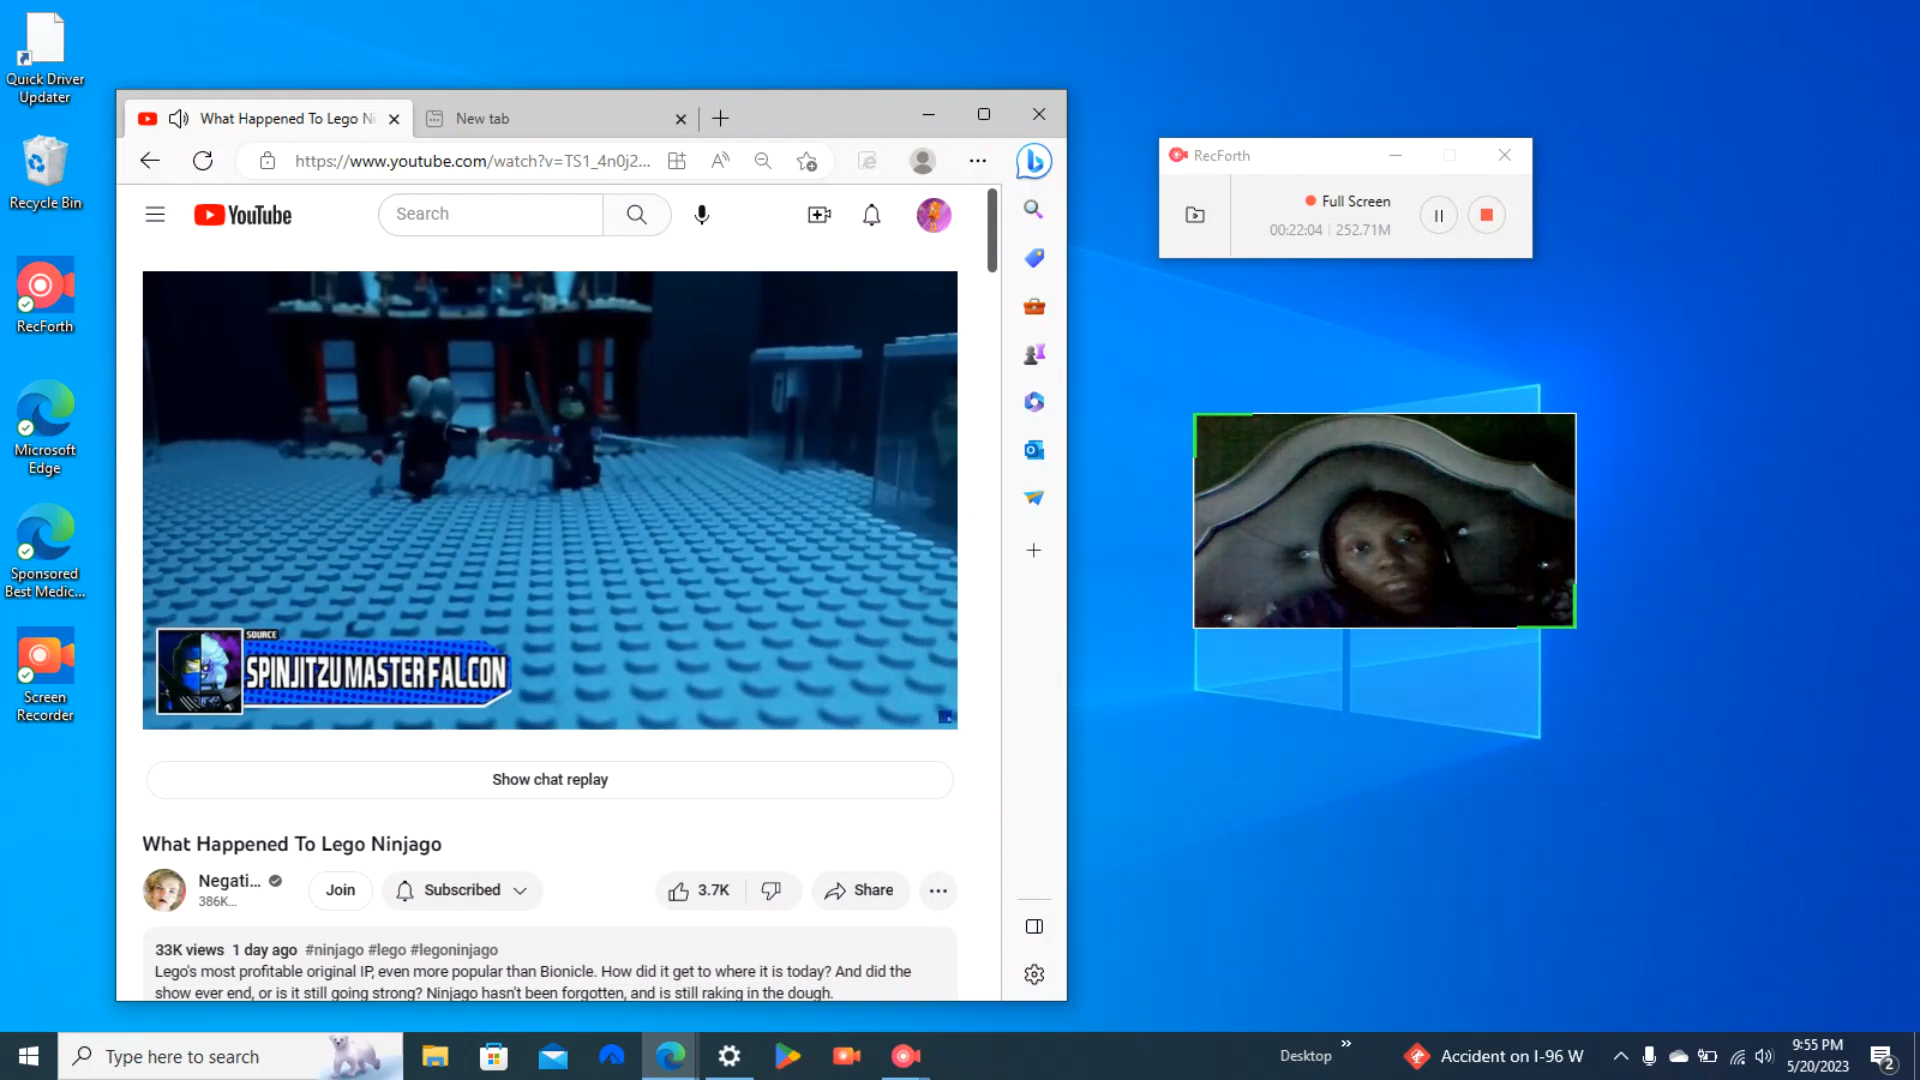 Quick Driver
Updater
Recycle Bin
RecForth
Microsoft
Edge
Sponsored
Best Medic...
Screen
Recorder
What Happened To Lego Ni
New tab
https://www.youtube.com/watch?v=TS1_4n0j2...
YouTube
Search
SOURCE
SPINJITZU MASTER FALCON
Show chat replay
What Happened To Lego Ninjago
Negati...
386K...
Join
Subscribed
3.7K
Share
33K views 1 day ago #ninjago #lego #legoninjago
Lego's most profitable original IP, even more popular than Bionicle. How did it get to where it is today? And did the
show ever end, or is it still going strong? Ninjago hasn't been forgotten, and is still raking in the dough.
RecForth
Full Screen
00:22:04 | 252.71M
Type here to search
Desktop
Accident on I-96 W
9:55 PM
5/20/2023
2